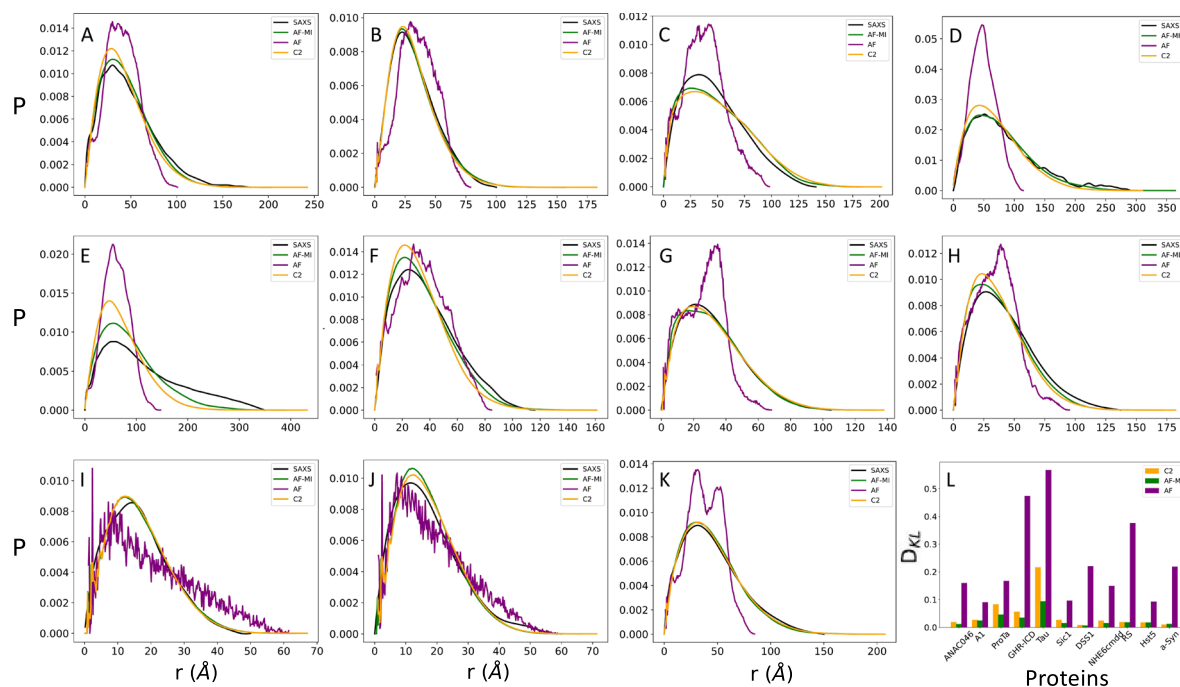 A
SAXS
AF-MI
AF
C2
0.014
0.012
0.010
0.008
0.006
0.004
0.002
0.000
0 50 100 150 200 250
B
SAXS
AF-MI
AF
C2
0.010
0.008
0.006
0.004
0.002
0.000
0 25 50 75 100 125 150 175
C
SAXS
AF-MI
AF
C2
0.014
0.012
0.010
0.008
0.006
0.004
0.002
0.000
0 25 50 75 100 125 150 175 200
D
SAXS
AF-MI
AF
C2
0.05
0.04
0.03
0.02
0.01
0.00
0 50 100 150 200 250 300 350
P
E
SAXS
AF-MI
AF
C2
0.020
0.015
0.010
0.005
0.000
0 100 200 300 400
F
SAXS
AF-MI
AF
C2
0.014
0.012
0.010
0.008
0.006
0.004
0.002
0.000
0 20 40 60 80 100 120 140 160
G
SAXS
AF-MI
AF
C2
0.014
0.012
0.010
0.008
0.006
0.004
0.002
0.000
0 20 40 60 80 100 120 140
H
SAXS
AF-MI
AF
C2
0.012
0.010
0.008
0.006
0.004
0.002
0.000
0 25 50 75 100 125 150 175
P
I
SAXS
AF-MI
AF
C2
0.010
0.008
0.006
0.004
0.002
0.000
0 10 20 30 40 50 60 70
r (Å)
J
SAXS
AF-MI
AF
C2
0.010
0.008
0.006
0.004
0.002
0.000
0 10 20 30 40 50 60 70
r (Å)
K
SAXS
AF-MI
AF
C2
0.014
0.012
0.010
0.008
0.006
0.004
0.002
0.000
0 50 100 150 200
r (Å)
L
C2
AF-MI
AF
D_KL
0.5
0.4
0.3
0.2
0.1
0.0
ANAC046 A1 ProTa GHR-ICD Tau Sic1 DSS1 NHE6cmdd RS Hst5 a-Syn
Proteins
P